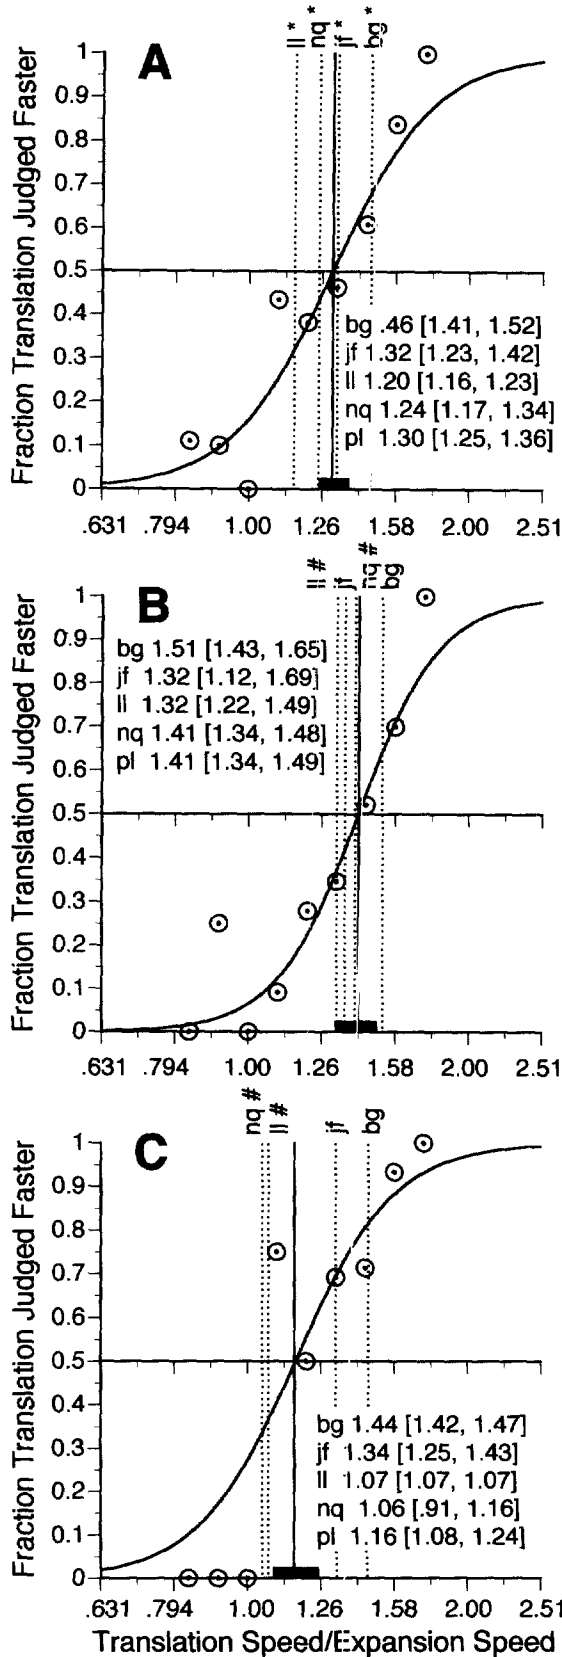 ll*
nq*
jf*
bg*
A
Fraction Translation Judged Faster
1
0.9
0.8
0.7
0.6
0.5
0.4
0.3
0.2
0.1
0
bg .46 [1.41, 1.52]
jf 1.32 [1.23, 1.42]
ll 1.20 [1.16, 1.23]
nq 1.24 [1.17, 1.34]
pl 1.30 [1.25, 1.36]
.631 .794 1.00 1.26 1.58 2.00 2.51
ll #
jf
nq#
bg
B
Fraction Translation Judged Faster
1
0.9
0.8
0.7
0.6
0.5
0.4
0.3
0.2
0.1
0
bg 1.51 [1.43, 1.65]
jf 1.32 [1.12, 1.69]
ll 1.32 [1.22, 1.49]
nq 1.41 [1.34, 1.48]
pl 1.41 [1.34, 1.49]
.631 .794 1.00 1.26 1.58 2.00 2.51
nq #
ll #
jf
bg
C
Fraction Translation Judged Faster
1
0.9
0.8
0.7
0.6
0.5
0.4
0.3
0.2
0.1
0
bg 1.44 [1.42, 1.47]
jf 1.34 [1.25, 1.43]
ll 1.07 [1.07, 1.07]
nq 1.06 [.91, 1.16]
pl 1.16 [1.08, 1.24]
.631 .794 1.00 1.26 1.58 2.00 2.51
Translation Speed/Expansion Speed